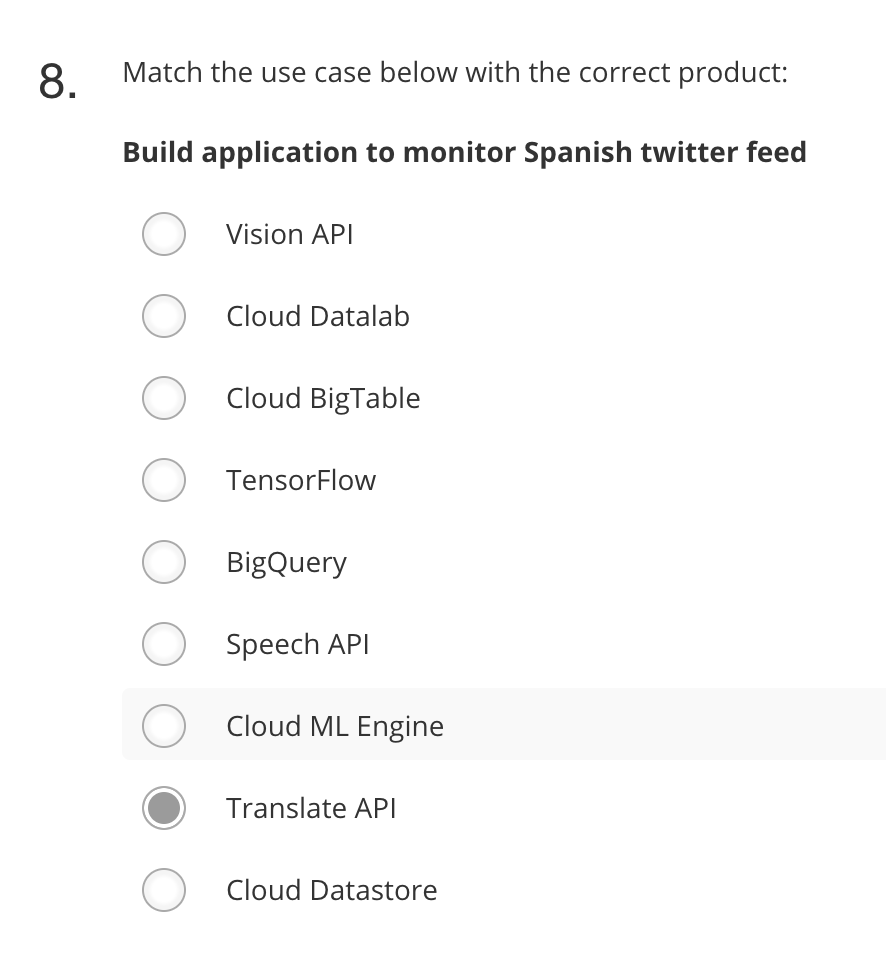 8.
Match the use case below with the correct product:
Build application to monitor Spanish twitter feed
Vision API
Cloud Datalab
Cloud BigTable
TensorFlow
BigQuery
Speech API
Cloud ML Engine
Translate API
Cloud Datastore